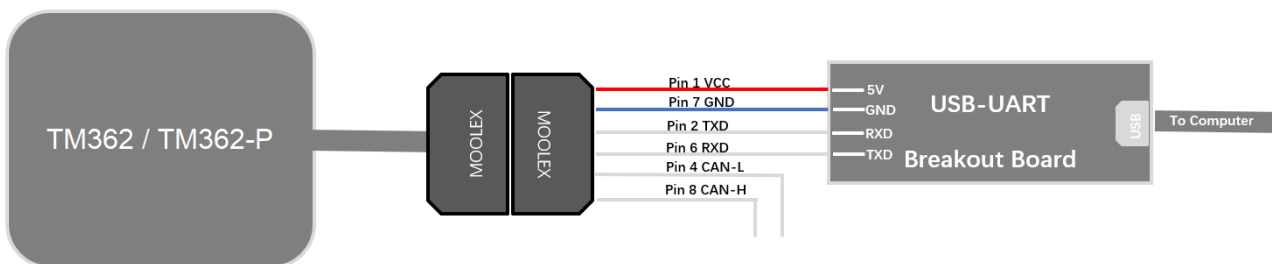 TM362 / TM362-P
MOOLEX
MOOLEX
Pin 1 VCC
Pin 7 GND
Pin 2 TXD
Pin 6 RXD
Pin 4 CAN-L
Pin 8 CAN-H
5V
GND
RXD
TXD
USB-UART
Breakout Board
USB
To Computer